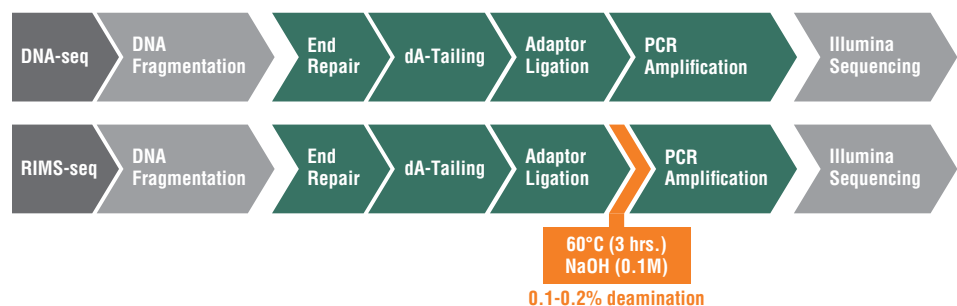 DNA-seq
DNA
Fragmentation
End
Repair
dA-Tailing
Adaptor
Ligation
PCR
Amplification
Illumina
Sequencing
RIMS-seq
DNA
Fragmentation
End
Repair
dA-Tailing
Adaptor
Ligation
PCR
Amplification
Illumina
Sequencing
60°C (3 hrs.)
NaOH (0.1M)
0.1-0.2% deamination